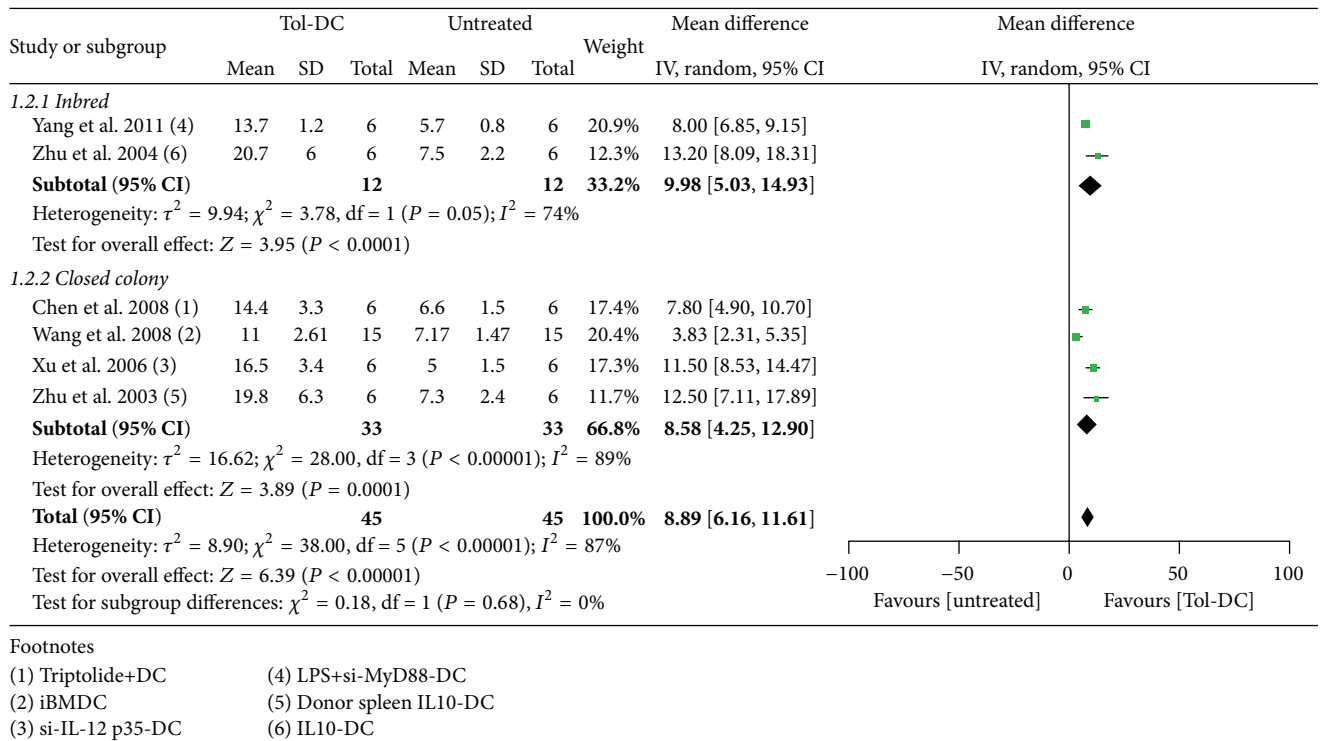 Tol-DC Untreated Mean difference Mean difference
Study or subgroup Weight
Mean SD Total Mean SD Total IV, random, 95% CI IV, random, 95% CI
1.2.1 Inbred
Yang et al. 2011 (4) 13.7 1.2 6 5.7 0.8 6 20.9% 8.00 [6.85, 9.15]
Zhu et al. 2004 (6) 20.7 6 6 7.5 2.2 6 12.3% 13.20 [8.09, 18.31]
Subtotal (95% CI) 12 12 33.2% 9.98 [5.03, 14.93]
Heterogeneity: τ² = 9.94; χ² = 3.78, df = 1 (P = 0.05); I² = 74%
Test for overall effect: Z = 3.95 (P < 0.0001)
1.2.2 Closed colony
Chen et al. 2008 (1) 14.4 3.3 6 6.6 1.5 6 17.4% 7.80 [4.90, 10.70]
Wang et al. 2008 (2) 11 2.61 15 7.17 1.47 15 20.4% 3.83 [2.31, 5.35]
Xu et al. 2006 (3) 16.5 3.4 6 5 1.5 6 17.3% 11.50 [8.53, 14.47]
Zhu et al. 2003 (5) 19.8 6.3 6 7.3 2.4 6 11.7% 12.50 [7.11, 17.89]
Subtotal (95% CI) 33 33 66.8% 8.58 [4.25, 12.90]
Heterogeneity: τ² = 16.62; χ² = 28.00, df = 3 (P < 0.00001); I² = 89%
Test for overall effect: Z = 3.89 (P = 0.0001)
Total (95% CI) 45 45 100.0% 8.89 [6.16, 11.61]
Heterogeneity: τ² = 8.90; χ² = 38.00, df = 5 (P < 0.00001); I² = 87%
Test for overall effect: Z = 6.39 (P < 0.00001)
Test for subgroup differences: χ² = 0.18, df = 1 (P = 0.68), I² = 0%
−100 −50 0 50 100
Favours [untreated] Favours [Tol-DC]
Footnotes
(1) Triptolide+DC (4) LPS+si-MyD88-DC
(2) iBMDC (5) Donor spleen IL10-DC
(3) si-IL-12 p35-DC (6) IL10-DC